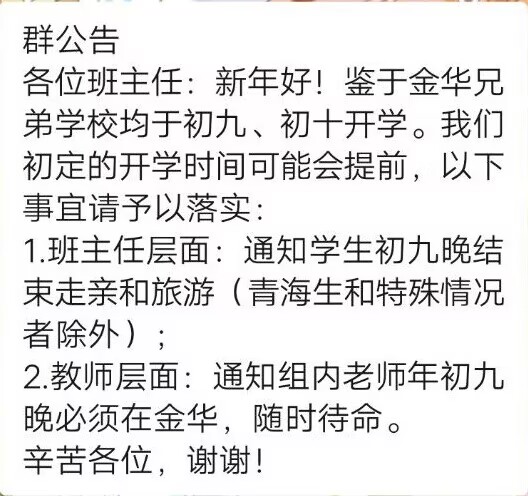 群公告
各位班主任：新年好！鉴于金华兄
弟学校均于初九、初十开学。我们
初定的开学时间可能会提前，以下
事宜请予以落实：
1.班主任层面：通知学生初九晚结
束走亲和旅游（青海生和特殊情况
者除外）；
2.教师层面：通知组内老师年初九
晚必须在金华，随时待命。
辛苦各位，谢谢！